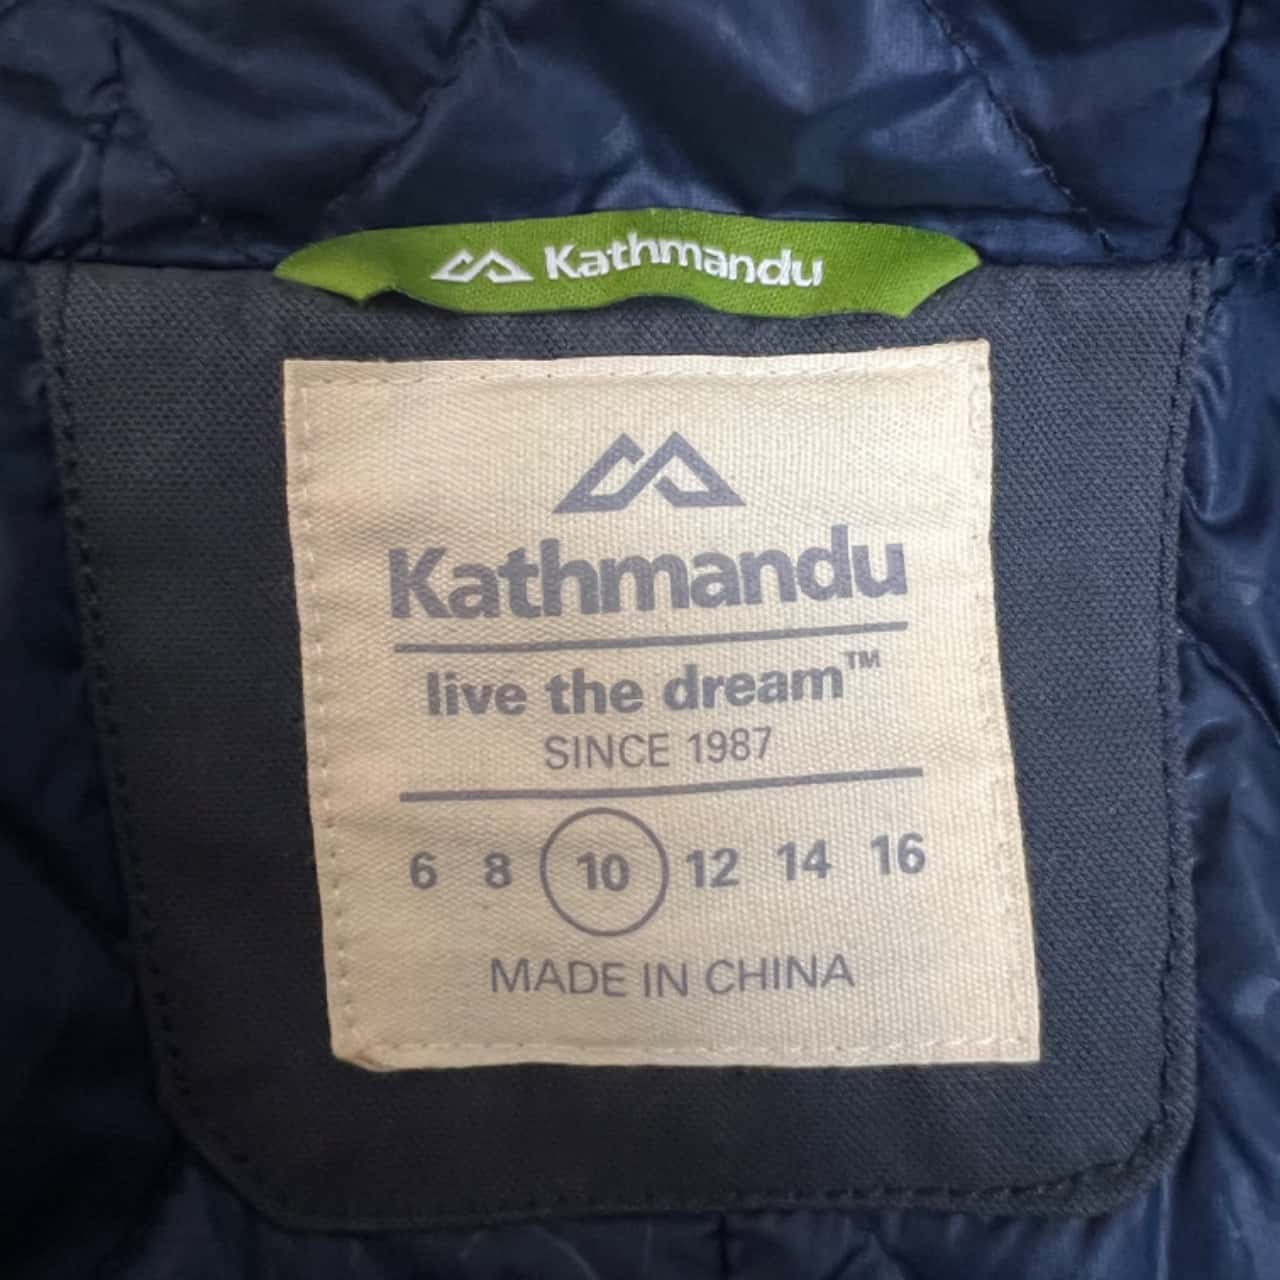 Kathmandu
Kathmandu
live the dream™
SINCE 1987
6 8 10 12 14 16
MADE IN CHINA